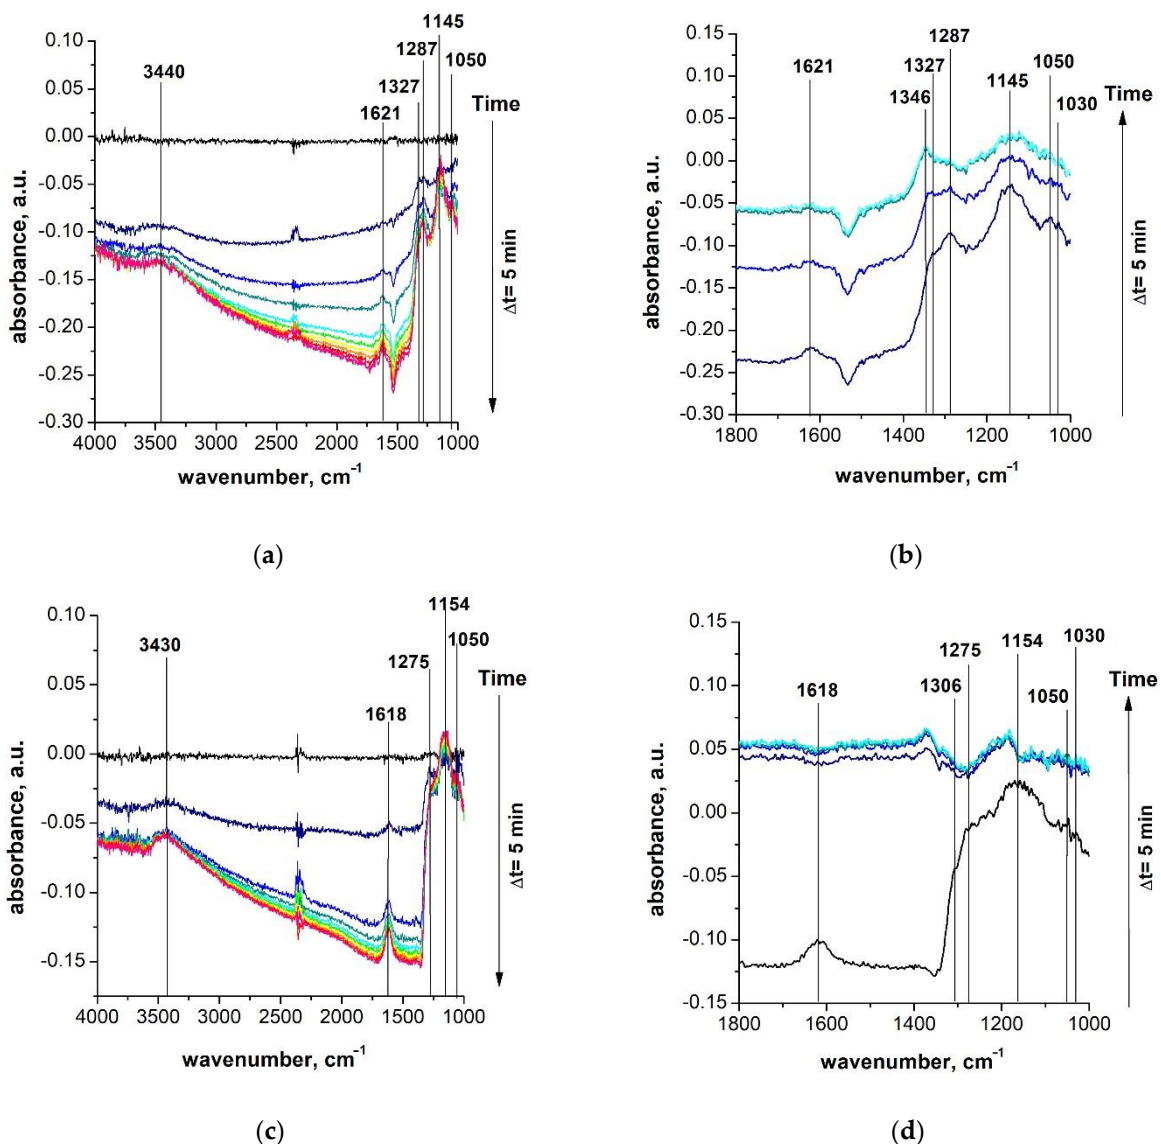 1145
1287
1050
3440
1327
1621
Time
0.10
0.05
0.00
-0.05
-0.10
-0.15
-0.20
-0.25
-0.30
absorbance, a.u.
Δt= 5 min
4000 3500 3000 2500 2000 1500 1000
wavenumber, cm⁻¹
(a)
1287
1327
1050
1621
1346
1145
1030
Time
0.15
0.10
0.05
0.00
-0.05
-0.10
-0.15
-0.20
-0.25
-0.30
absorbance, a.u.
Δt= 5 min
1800 1600 1400 1200 1000
wavenumber, cm⁻¹
(b)
1154
3430
1050
1275
1618
Time
0.10
0.05
0.00
-0.05
-0.10
-0.15
absorbance, a.u.
Δt= 5 min
4000 3500 3000 2500 2000 1500 1000
wavenumber, cm⁻¹
(c)
1275
1154
1030
1618
1306
1050
Time
0.15
0.10
0.05
0.00
-0.05
-0.10
-0.15
absorbance, a.u.
Δt= 5 min
1800 1600 1400 1200 1000
wavenumber, cm⁻¹
(d)